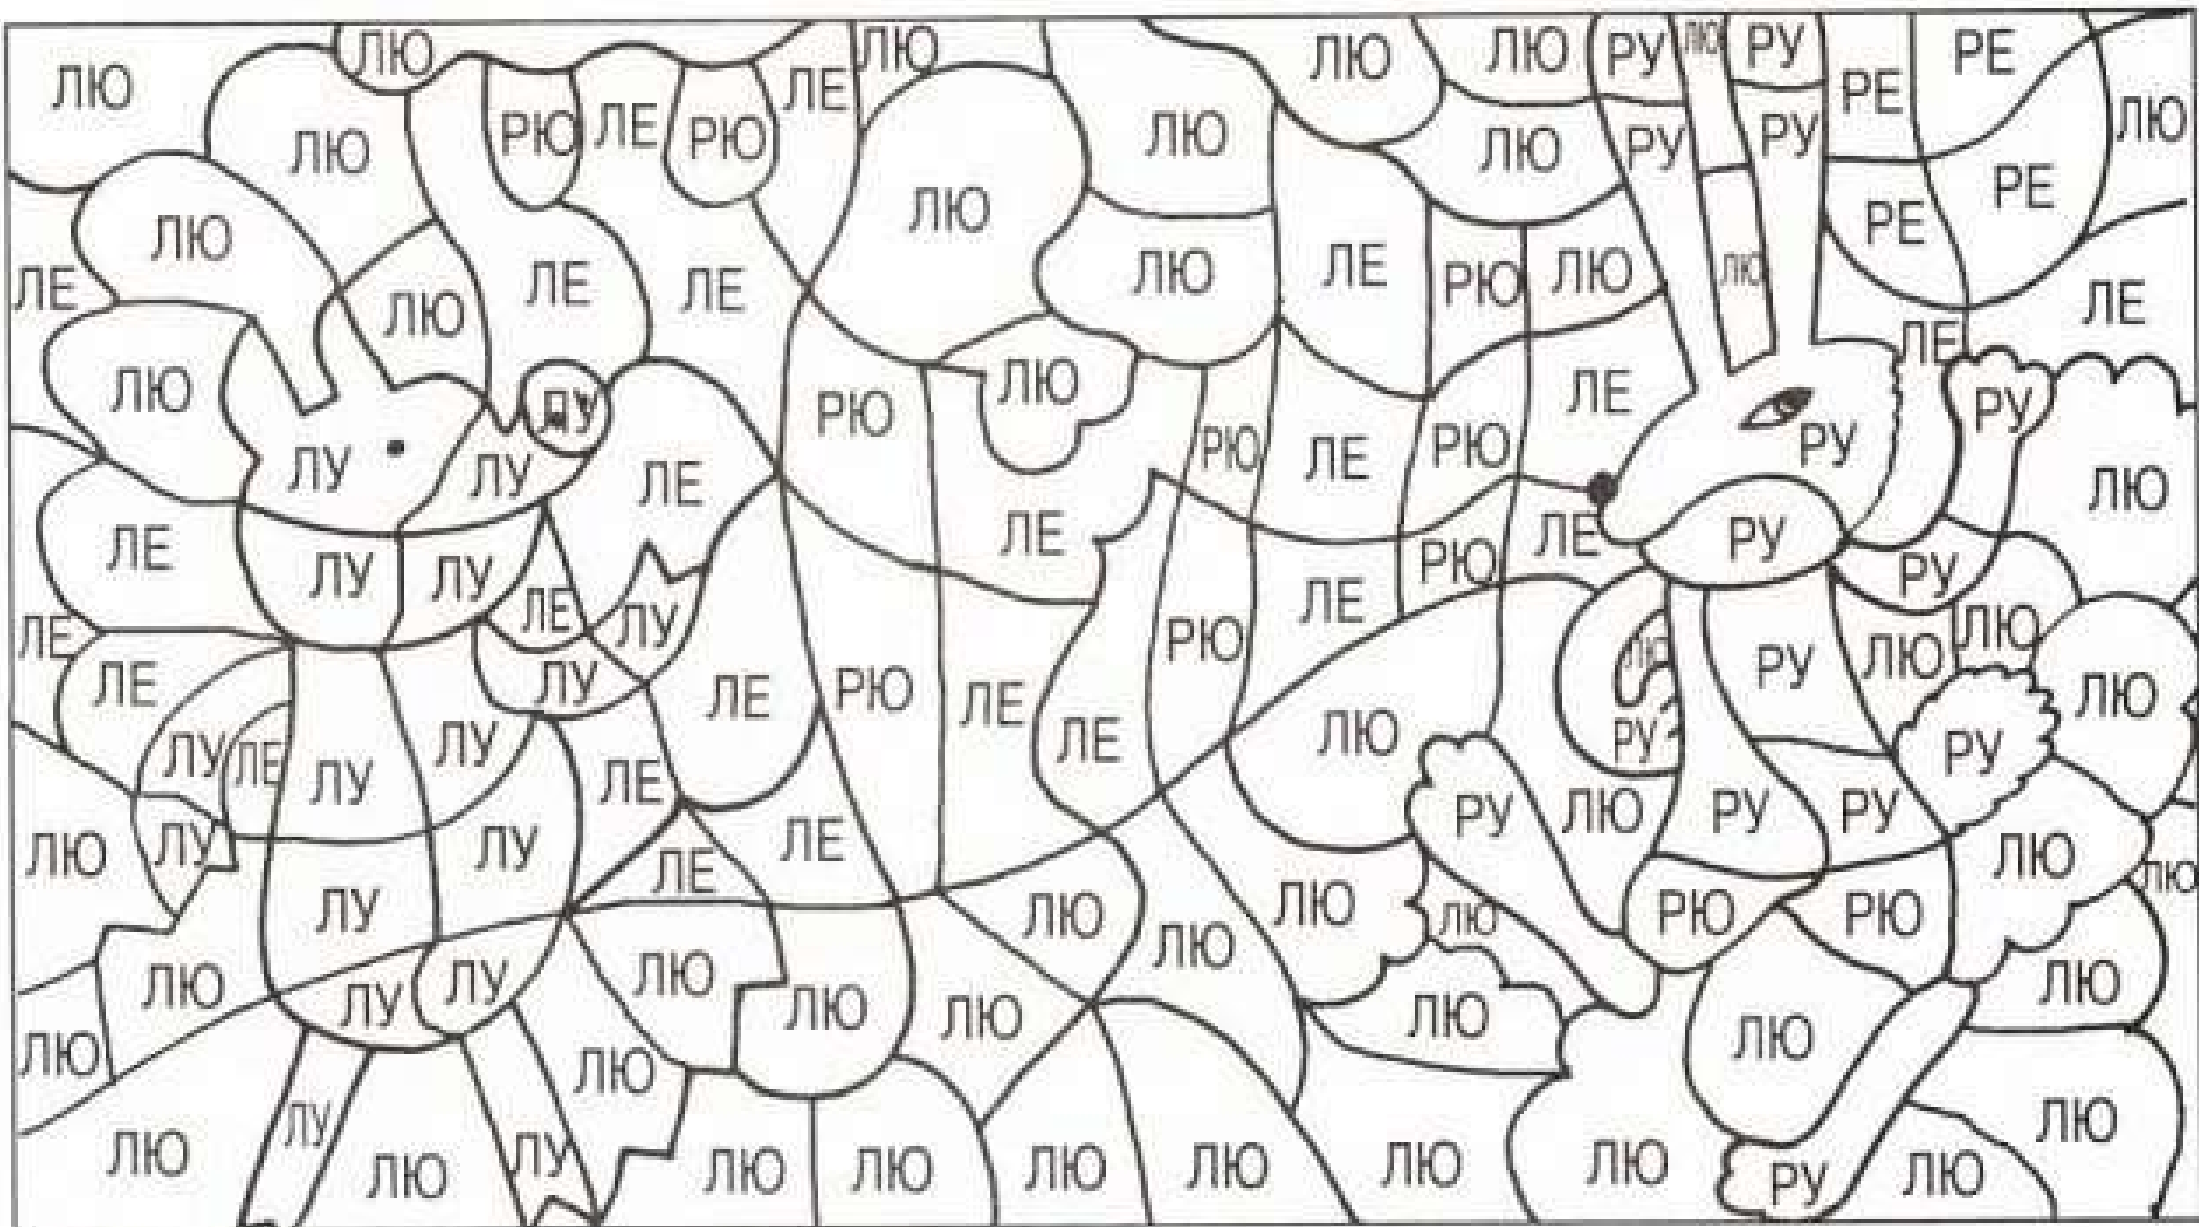 ЛЮ ЛЮ ЛЮ ЛЮ ЛЮ РУ ЛЮ РУ РЕ
ЛЮ РЮ ЛЕ РЮ ЛЕ ЛЮ ЛЮ РУ РУ РЕ РЕ ЛЮ
ЛЮ ЛЮ РЕ
ЛЕ ЛЮ ЛЕ ЛЕ ЛЮ ЛЕ РЮ ЛЮ ЛЮ ЛЕ ЛЕ
ЛЮ ЛУ РЮ ЛЮ ЛЕ РУ
ЛУ ЛУ ЛЕ РЮ ЛЕ РЮ РУ ЛЮ
ЛЕ ЛЕ ЛЕ РУ
ЛУ ЛУ ЛЕ ЛУ РЮ ЛЕ РЮ РУ
ЛЕ ЛЕ ЛУ ЛЕ РЮ ЛЕ РЮ ЛЮ РУ ЛЮ ЛЮ ЛЮ
ЛУ ЛЕ ЛУ ЛУ ЛЕ ЛЕ ЛЮ РУ РУ
ЛЮ ЛУ ЛУ ЛЕ ЛЕ РУ ЛЮ РУ РУ ЛЮ ЛЮ
ЛУ ЛЮ ЛЮ ЛЮ РЮ РЮ
ЛЮ ЛУ ЛУ ЛЮ ЛЮ ЛЮ ЛЮ ЛЮ ЛЮ ЛЮ
ЛЮ ЛУ ЛЮ ЛЮ
ЛЮ ЛЮ ЛУ ЛЮ ЛЮ ЛЮ ЛЮ ЛЮ ЛЮ РУ ЛЮ